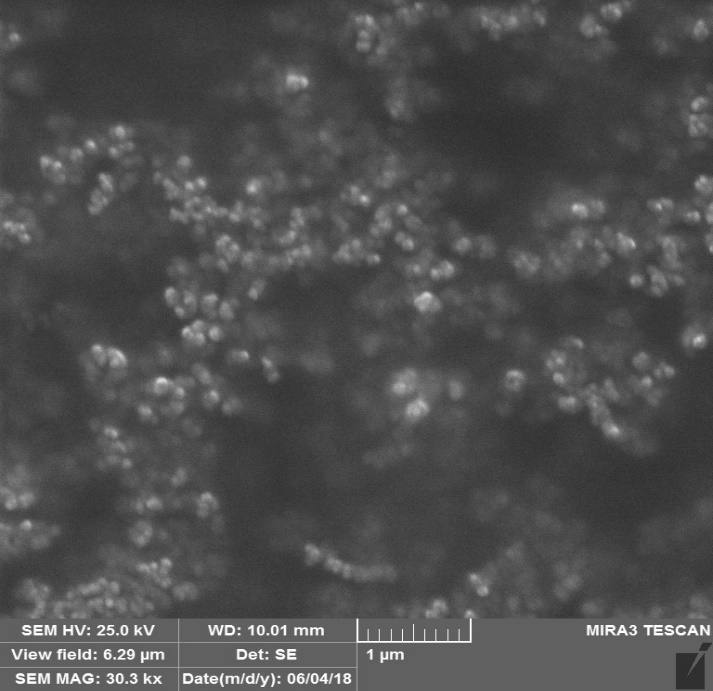 SEM HV: 25.0 kV WD: 10.01 mm MIRA3 TESCAN
View field: 6.29 µm Det: SE 1 µm
SEM MAG: 30.3 kx Date(m/d/y): 06/04/18